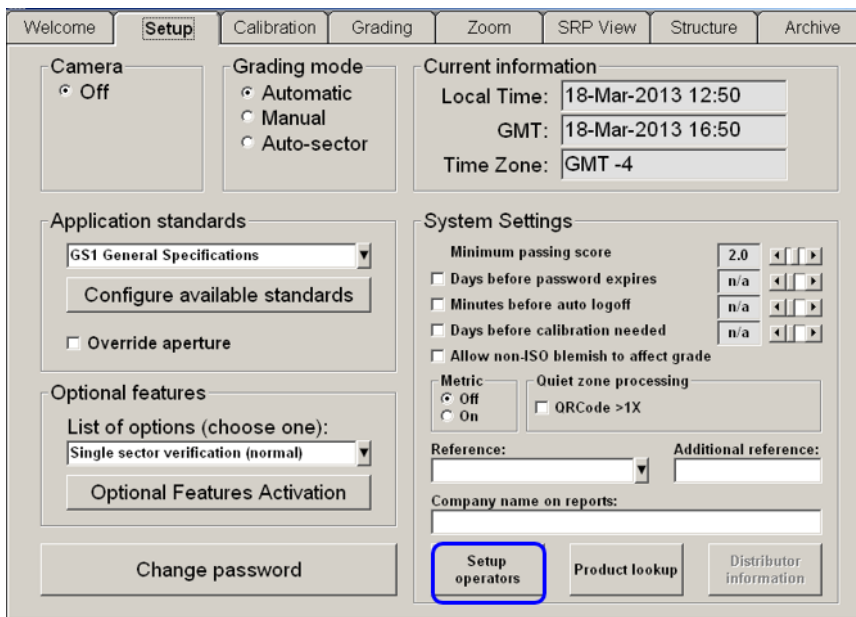 Welcome
Setup
Calibration
Grading
Zoom
SRP View
Structure
Archive
Camera
Off
Grading mode
Automatic
Manual
Auto-sector
Current information
Local Time: 18-Mar-2013 12:50
GMT: 18-Mar-2013 16:50
Time Zone: GMT -4
Application standards
GS1 General Specifications
Configure available standards
Override aperture
Optional features
List of options (choose one):
Single sector verification (normal)
Optional Features Activation
Change password
System Settings
Minimum passing score 2.0
Days before password expires n/a
Minutes before auto logoff n/a
Days before calibration needed n/a
Allow non-ISO blemish to affect grade
Metric
Off
On
Quiet zone processing
QRCode >1X
Reference:
Additional reference:
Company name on reports:
Setup
operators
Product lookup
Distributor
information